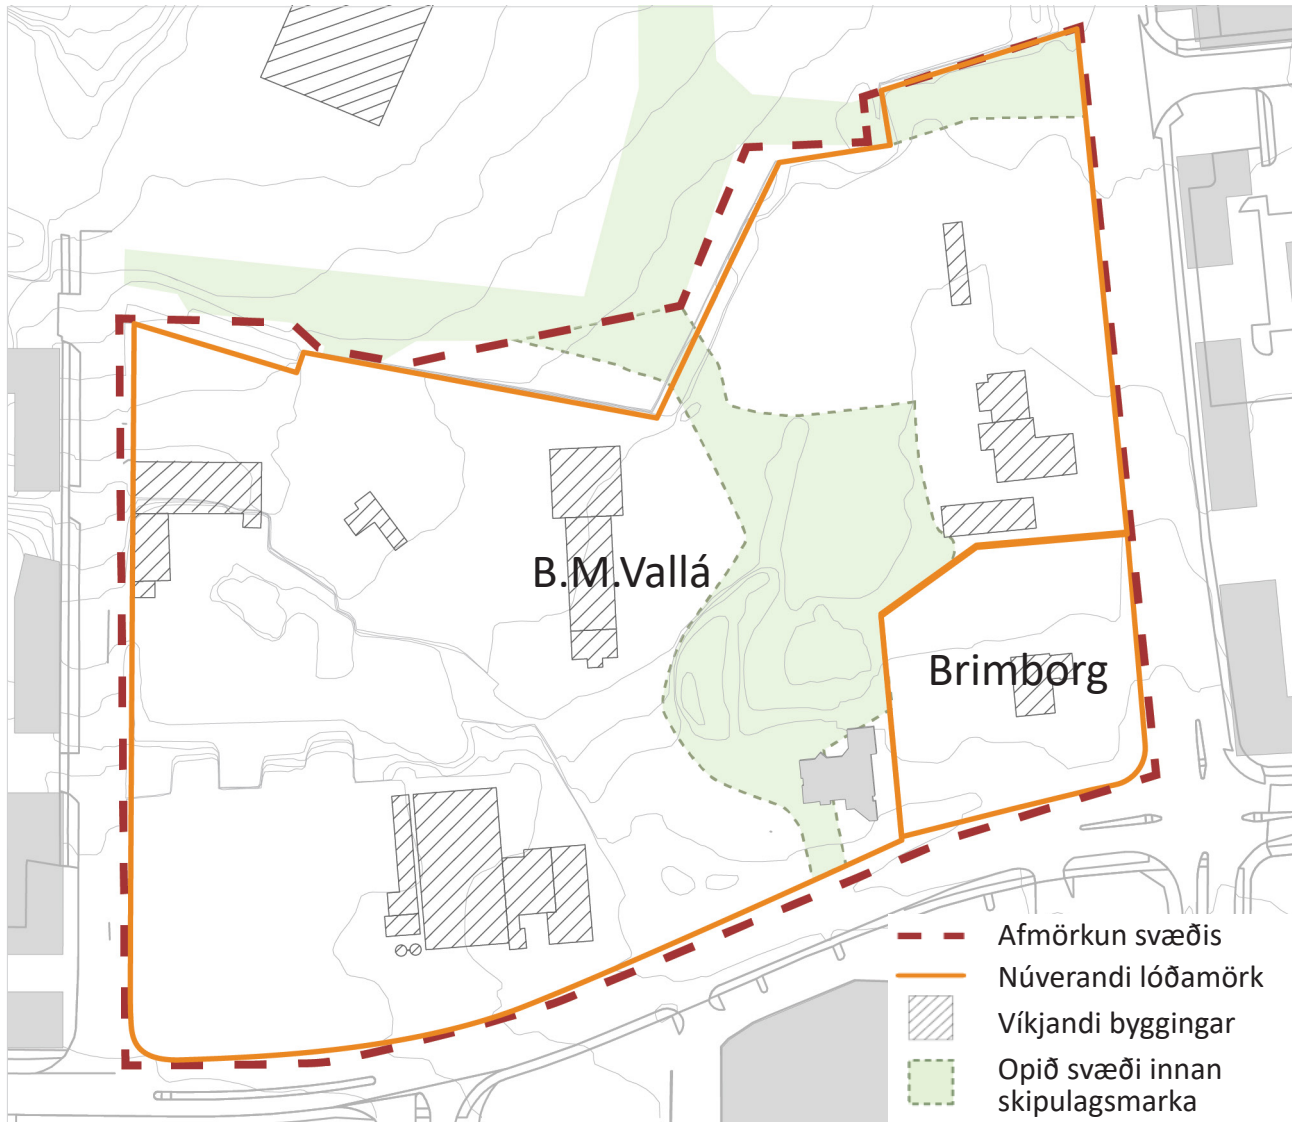 B.M.Vallá
Brimborg
Afmörkun svæðis
Núverandi lóðamörk
Víkjandi byggingar
Opið svæði innan
skipulagsmarka